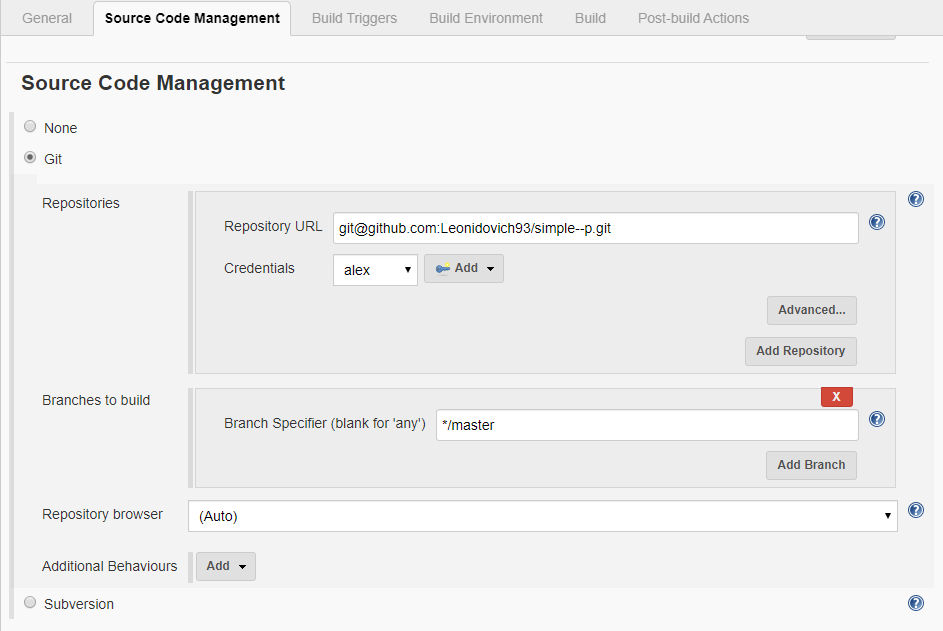 General Source Code Management Build Triggers Build Environment Build Post-build Actions
Source Code Management
None
Git
Repositories
Repository URL git@github.com:Leonidovich93/simple--p.git
Credentials alex Add
Advanced...
Add Repository
Branches to build
X
Branch Specifier (blank for 'any') */master
Add Branch
Repository browser (Auto)
Additional Behaviours Add
Subversion